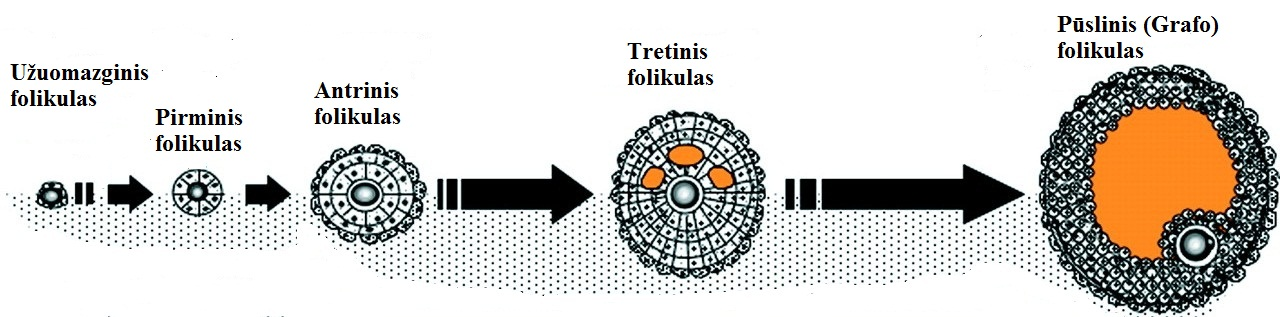 Užuomazginis
folikulas
Pirminis
folikulas
Antrinis
folikulas
Tretinis
folikulas
Pūslinis (Grafo)
folikulas